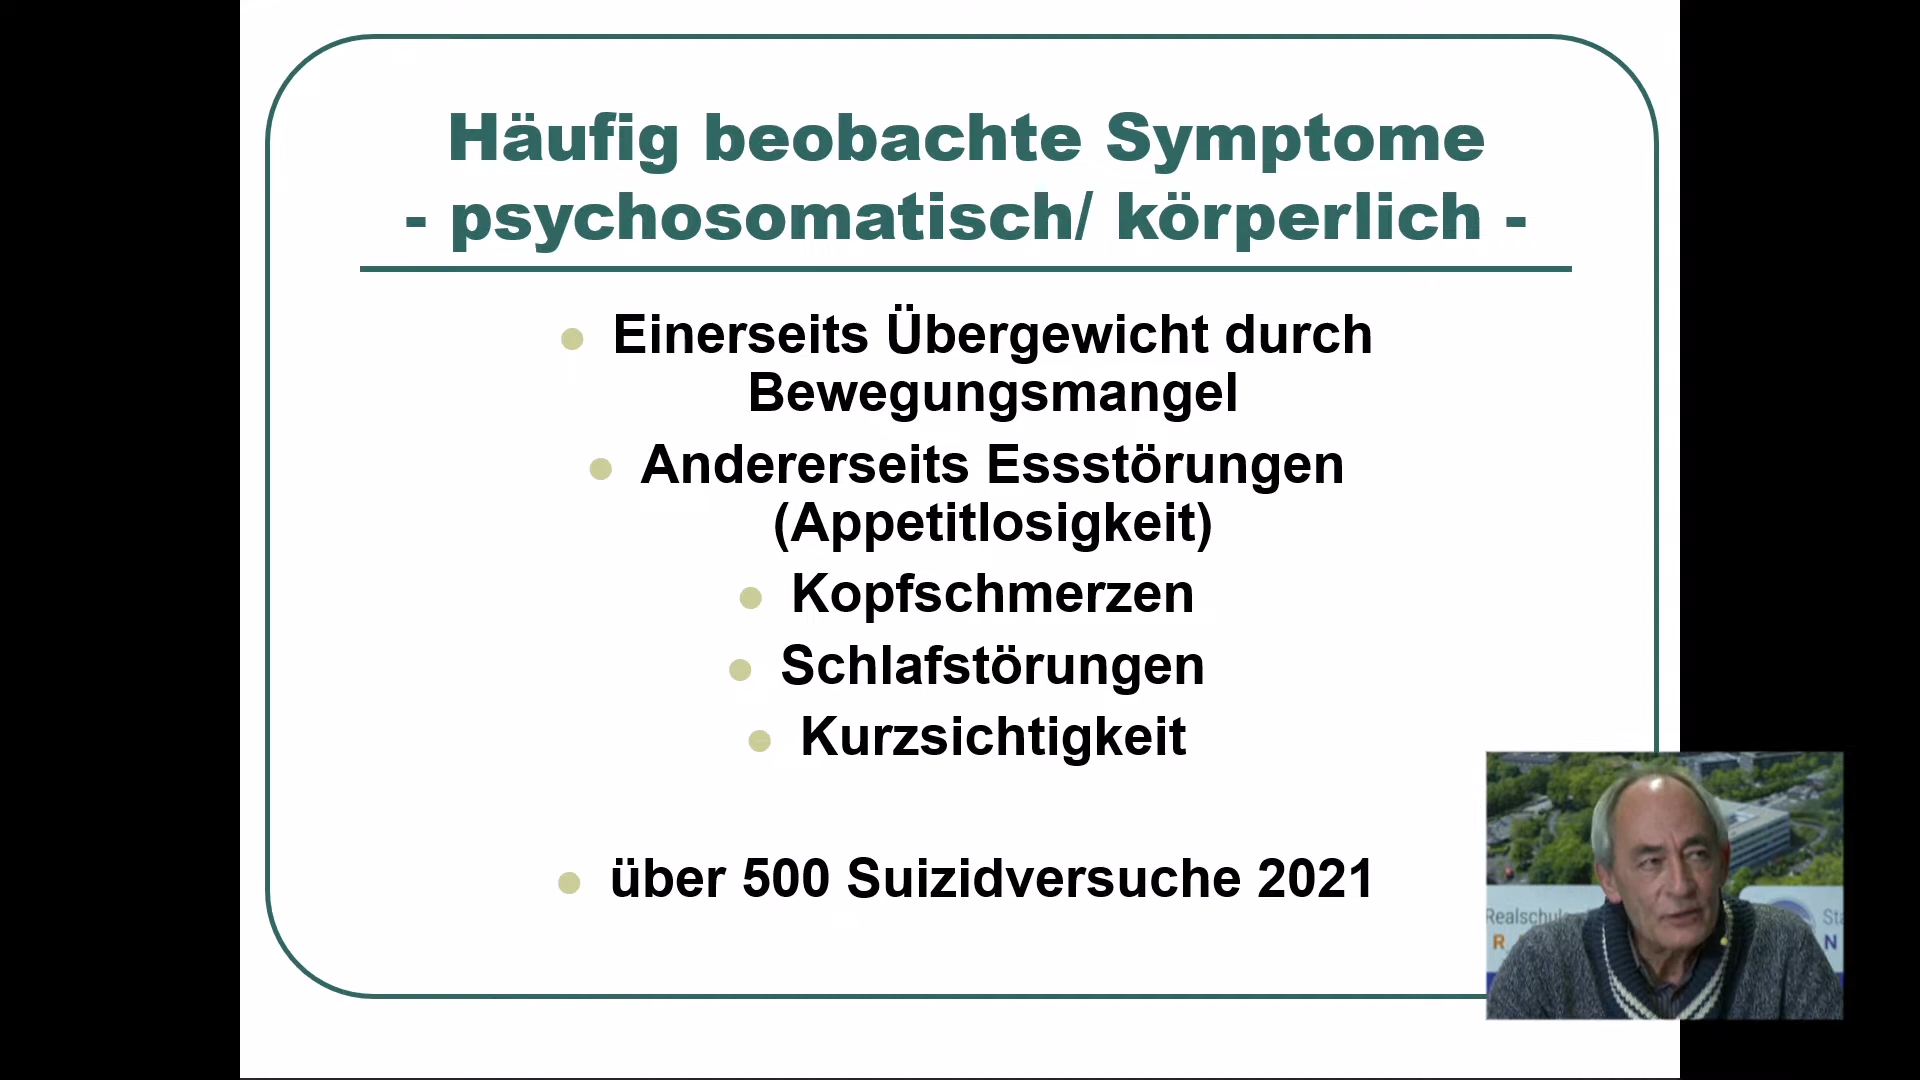 Häufig beobachte Symptome
- psychosomatisch/ körperlich -
Einerseits Übergewicht durch
Bewegungsmangel
Andererseits Essstörungen
(Appetitlosigkeit)
Kopfschmerzen
Schlafstörungen
Kurzsichtigkeit
über 500 Suizidversuche 2021
Realschule